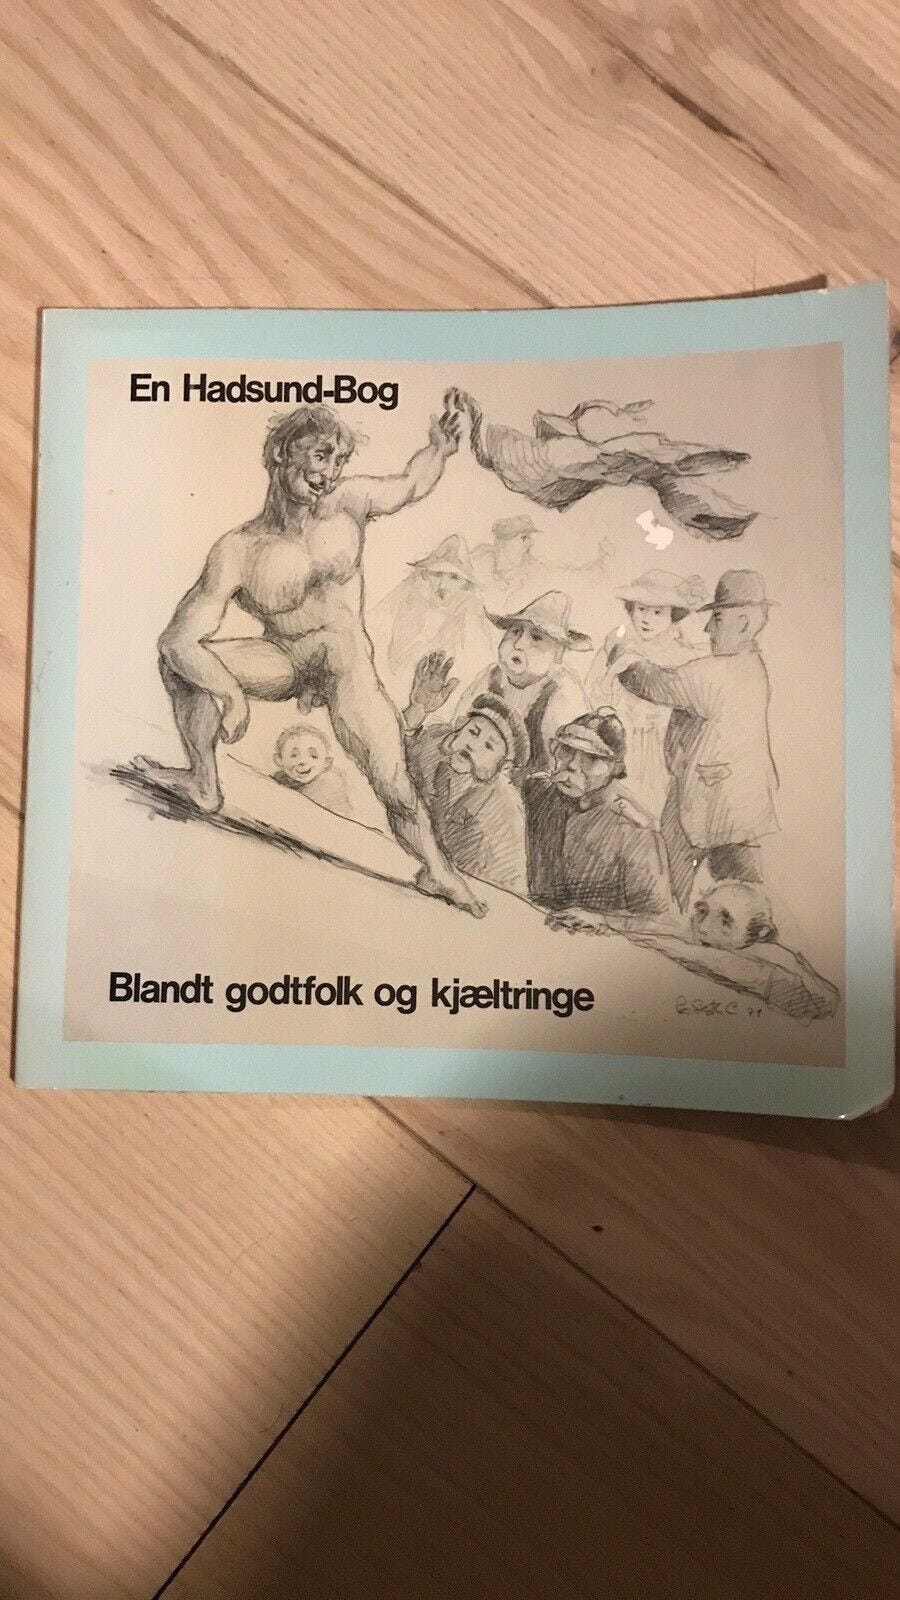 En Hadsund-Bog
Blandt godtfolk og kjæltringe